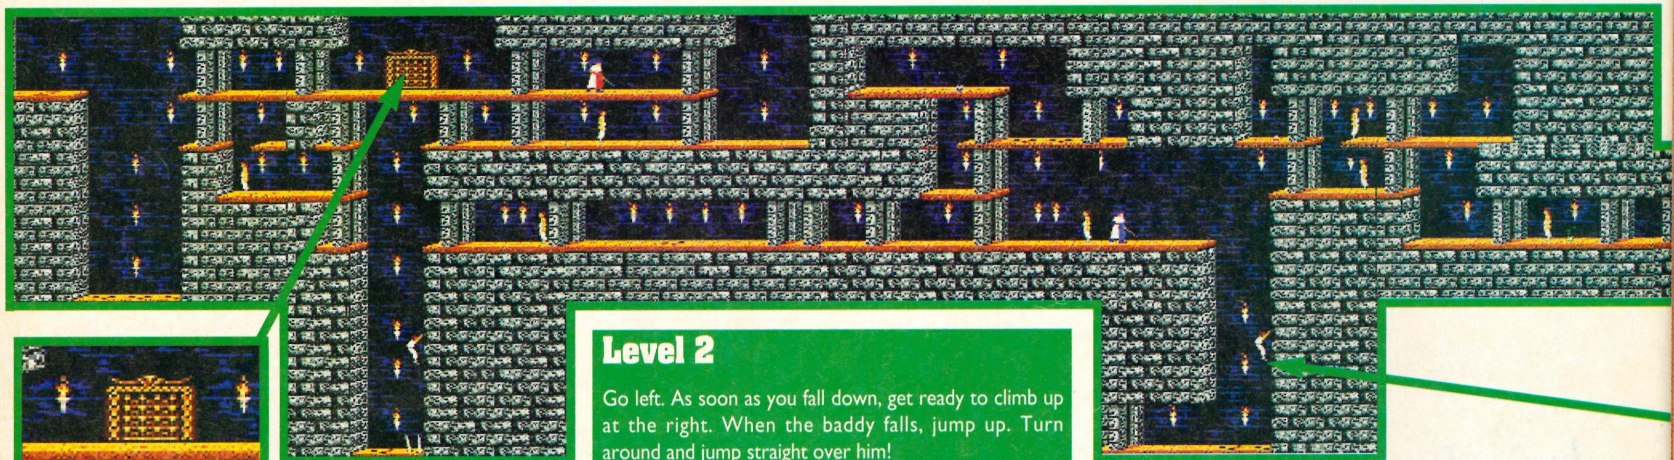 Level 2
Go left. As soon as you fall down, get ready to climb up
at the right. When the baddy falls, jump up. Turn
around and jump straight over him!